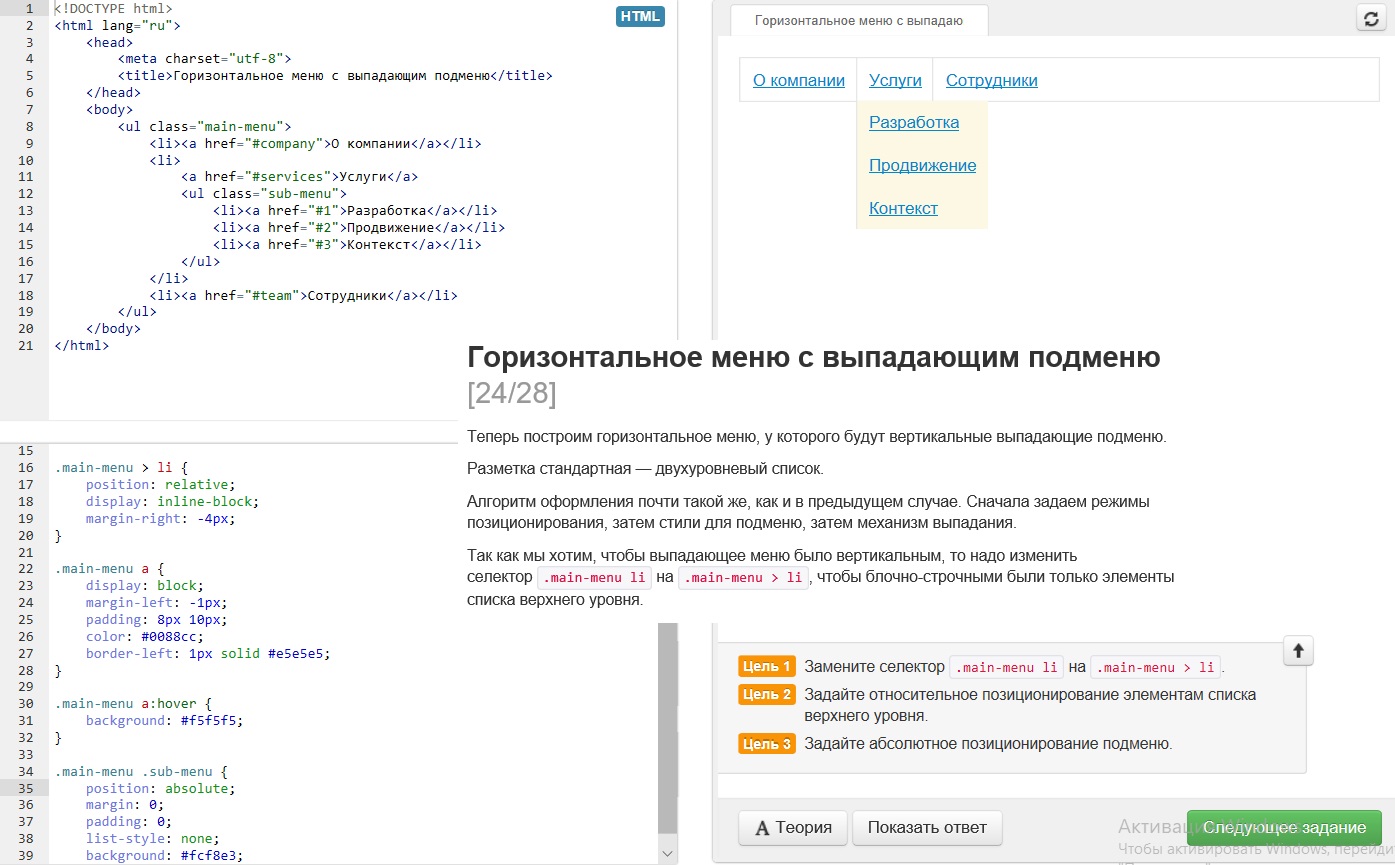 1 <!DOCTYPE html>
2 <html lang="ru">
3 <head>
4 <meta charset="utf-8">
5 <title>Горизонтальное меню с выпадающим подменю</title>
6 </head>
7 <body>
8 <ul class="main-menu">
9 <li><a href="#company">О компании</a></li>
10 <li>
11 <a href="#services">Услуги</a>
12 <ul class="sub-menu">
13 <li><a href="#1">Разработка</a></li>
14 <li><a href="#2">Продвижение</a></li>
15 <li><a href="#3">Контекст</a></li>
16 </ul>
17 </li>
18 <li><a href="#team">Сотрудники</a></li>
19 </ul>
20 </body>
21 </html>
HTML
Горизонтальное меню с выпадаю
О компании Услуги Сотрудники
Разработка
Продвижение
Контекст
Горизонтальное меню с выпадающим подменю
[24/28]
Теперь построим горизонтальное меню, у которого будут вертикальные выпадающие подменю.
Разметка стандартная — двухуровневый список.
Алгоритм оформления почти такой же, как и в предыдущем случае. Сначала задаем режимы
позиционирования, затем стили для подменю, затем механизм выпадания.
Так как мы хотим, чтобы выпадающее меню было вертикальным, то надо изменить
селектор .main-menu li на .main-menu > li, чтобы блочно-строчными были только элементы
списка верхнего уровня.
15
16 .main-menu > li {
17 position: relative;
18 display: inline-block;
19 margin-right: -4px;
20 }
21
22 .main-menu a {
23 display: block;
24 margin-left: -1px;
25 padding: 8px 10px;
26 color: #0088cc;
27 border-left: 1px solid #e5e5e5;
28 }
29
30 .main-menu a:hover {
31 background: #f5f5f5;
32 }
33
34 .main-menu .sub-menu {
35 position: absolute;
36 margin: 0;
37 padding: 0;
38 list-style: none;
39 background: #fcf8e3;
Цель 1 Замените селектор .main-menu li на .main-menu > li.
Цель 2 Задайте относительное позиционирование элементам списка
верхнего уровня.
Цель 3 Задайте абсолютное позиционирование подменю.
A Теория Показать ответ Следующее задание
Чтобы активировать Windows, перейди